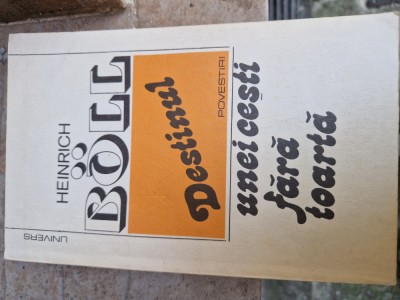 HEINRICH
BÖLL
Destinul
POVESTIRI
unei cești
fără
toartă
UNIVERS